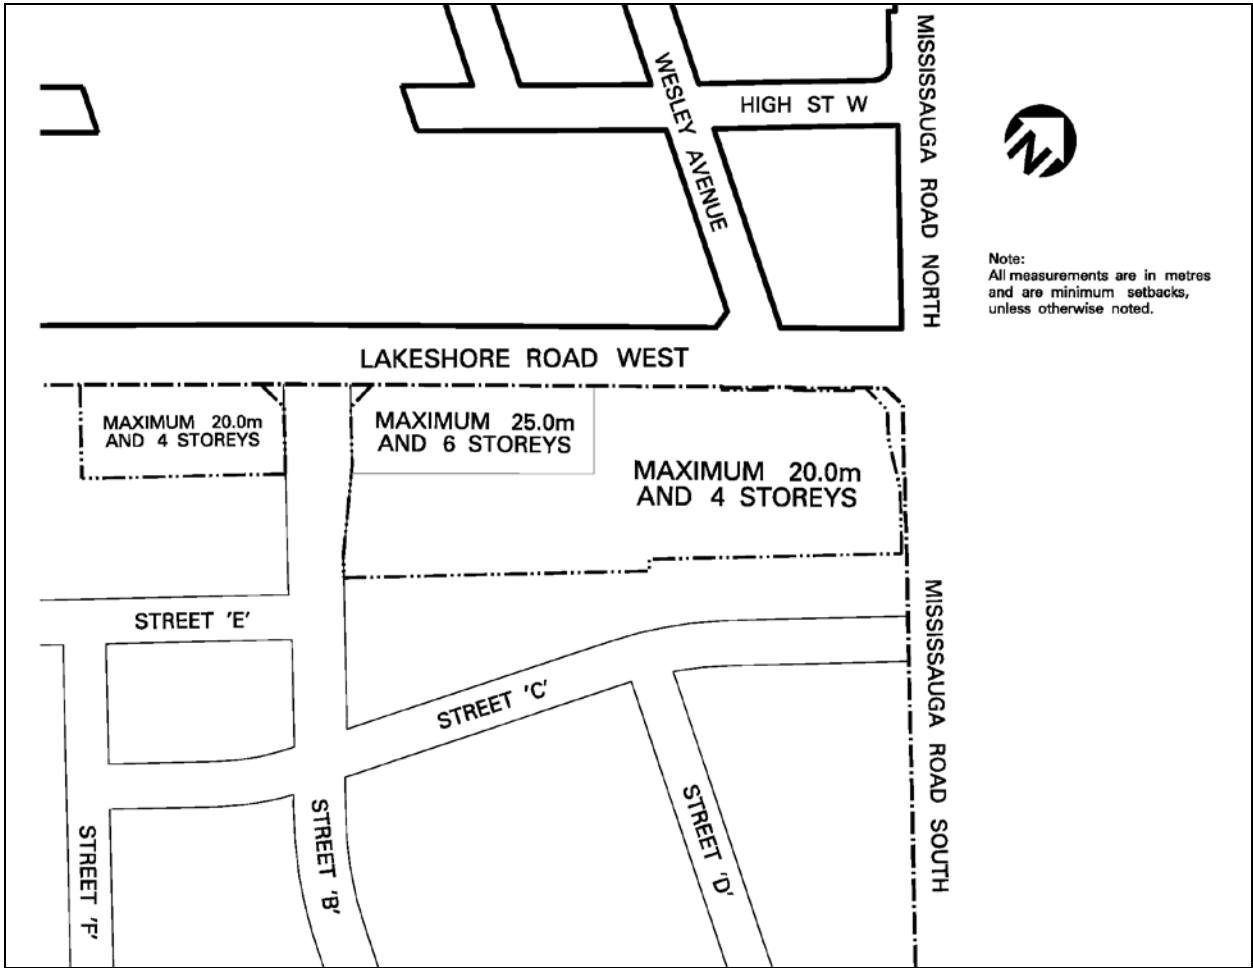 WESLEY AVENUE
HIGH ST W
MISSISSAUGA ROAD NORTH
N
Note:
All measurements are in metres
and are minimum setbacks,
unless otherwise noted.
LAKESHORE ROAD WEST
MAXIMUM 20.0m
AND 4 STOREYS
MAXIMUM 25.0m
AND 6 STOREYS
MAXIMUM 20.0m
AND 4 STOREYS
STREET 'E'
STREET 'C'
MISSISSAUGA ROAD SOUTH
STREET 'F'
STREET 'B'
STREET 'D'